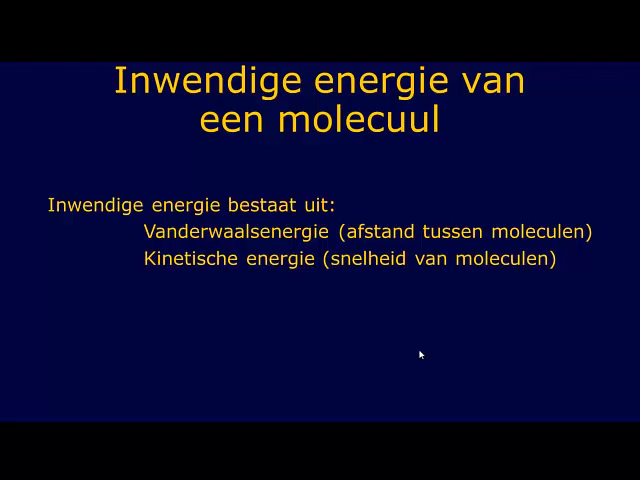 Inwendige energie van
een molecuul
Inwendige energie bestaat uit:
Vanderwaalsenergie (afstand tussen moleculen)
Kinetische energie (snelheid van moleculen)